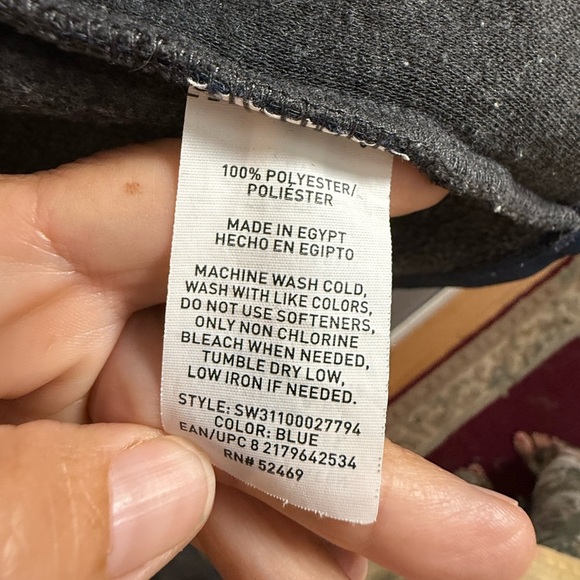 100% POLYESTER/
POLIÉSTER
MADE IN EGYPT
HECHO EN EGIPTO
MACHINE WASH COLD,
WASH WITH LIKE COLORS,
DO NOT USE SOFTENERS,
ONLY NON CHLORINE
BLEACH WHEN NEEDED,
TUMBLE DRY LOW,
LOW IRON IF NEEDED.
STYLE: SW31100027794
COLOR: BLUE
EAN/UPC 8 2179642534
RN# 52469